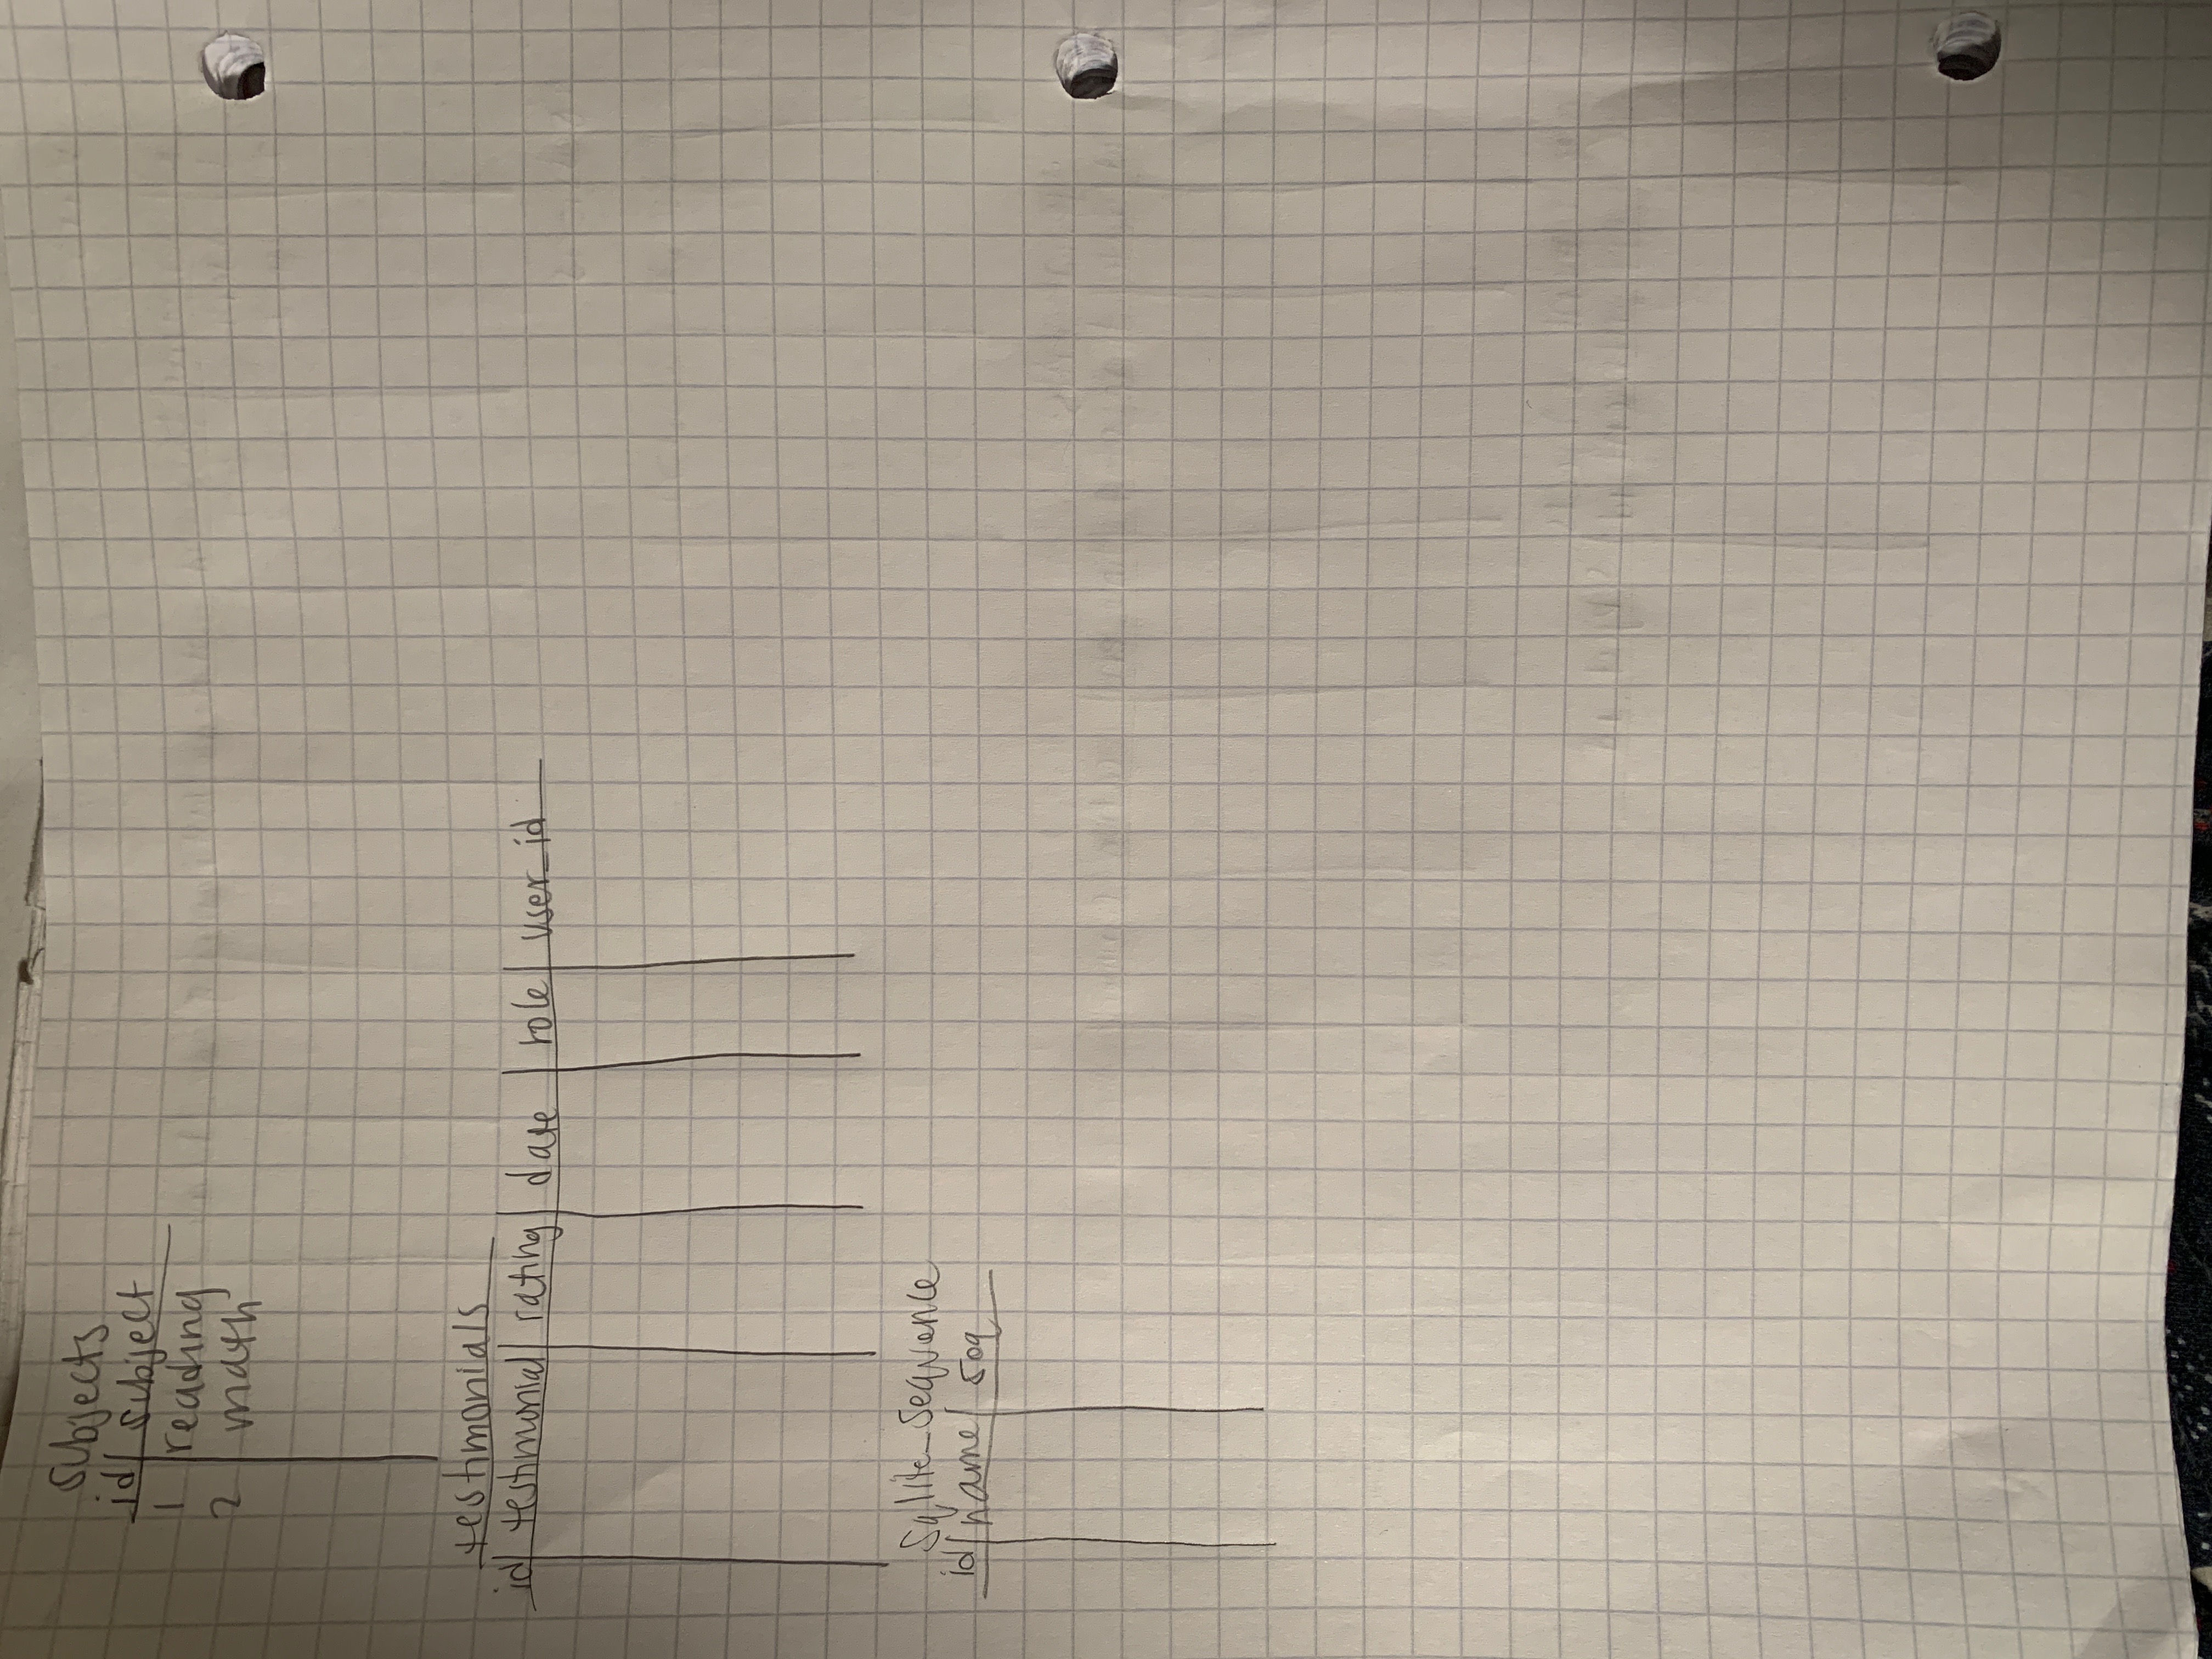 subjects
id subject
1 reading
2 math
testimonials
id testimonial rating date role user_id
sqlite_sequence
id name seq